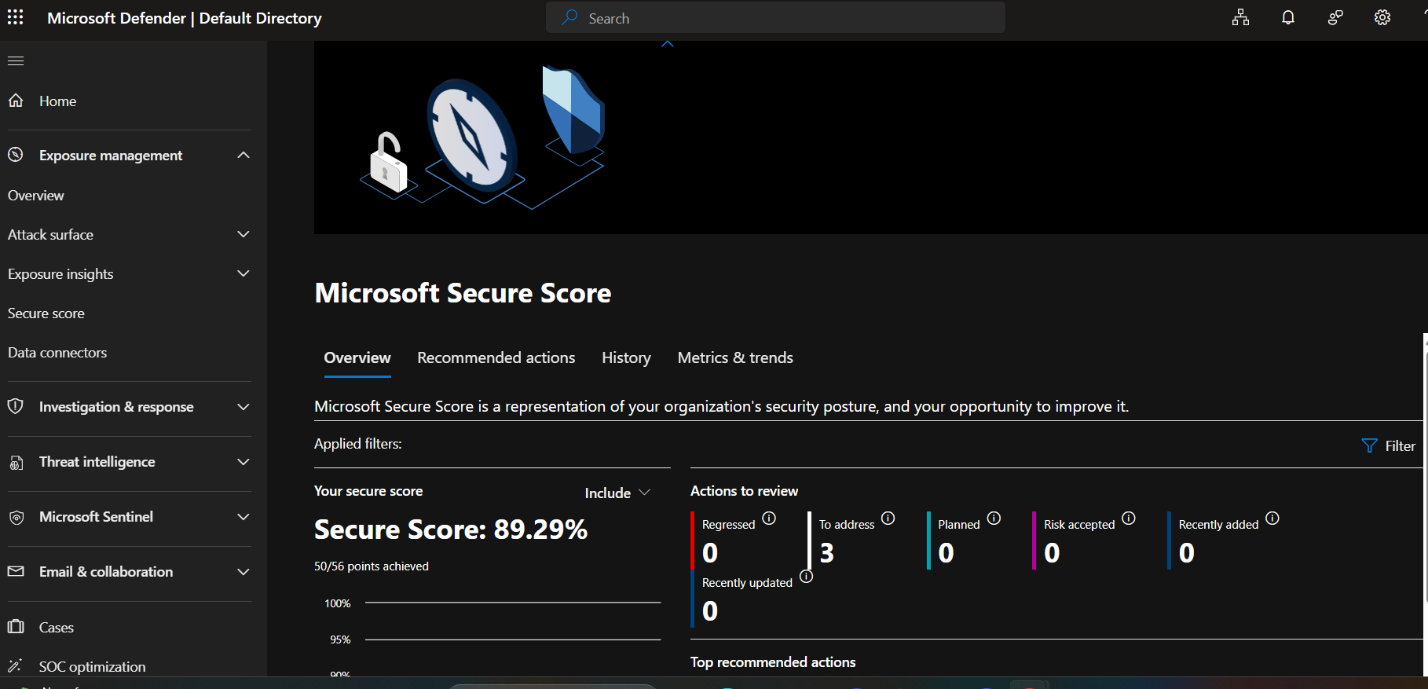 Microsoft Defender | Default Directory
Search
Home
Exposure management
Overview
Attack surface
Exposure insights
Secure score
Data connectors
Investigation & response
Threat intelligence
Microsoft Sentinel
Email & collaboration
Cases
SOC optimization
Microsoft Secure Score
Overview Recommended actions History Metrics & trends
Microsoft Secure Score is a representation of your organization's security posture, and your opportunity to improve it.
Applied filters:
Filter
Your secure score
Include
Secure Score: 89.29%
50/56 points achieved
100%
95%
90%
Actions to review
Regressed
0
To address
3
Planned
0
Risk accepted
0
Recently added
0
Recently updated
0
Top recommended actions